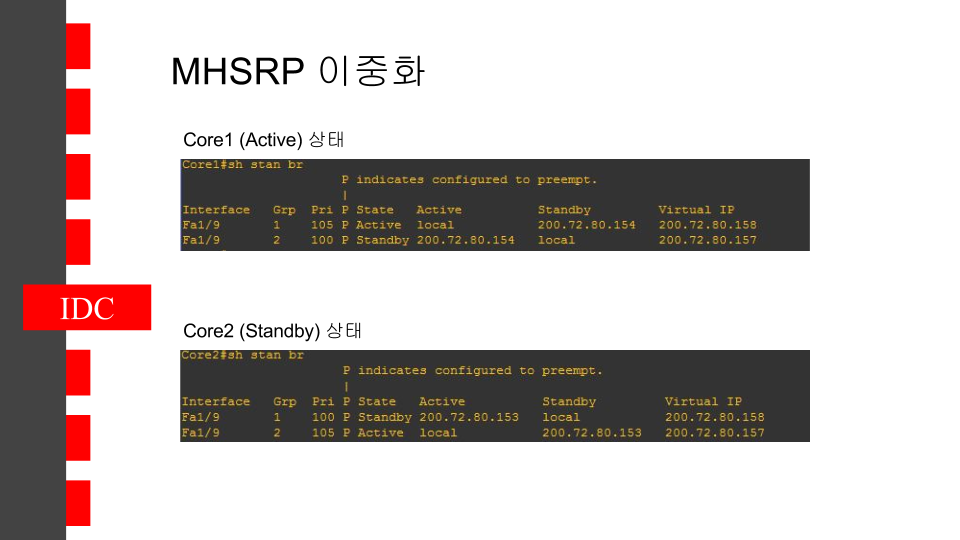 MHSRP 이중화
Core1 (Active) 상태
Core1#sh stan br
P indicates configured to preempt.
|
Interface Grp Pri P State Active Standby Virtual IP
Fa1/9 1 105 P Active local 200.72.80.154 200.72.80.158
Fa1/9 2 100 P Standby 200.72.80.154 local 200.72.80.157
IDC
Core2 (Standby) 상태
Core2#sh stan br
P indicates configured to preempt.
|
Interface Grp Pri P State Active Standby Virtual IP
Fa1/9 1 100 P Standby 200.72.80.153 local 200.72.80.158
Fa1/9 2 105 P Active local 200.72.80.153 200.72.80.157